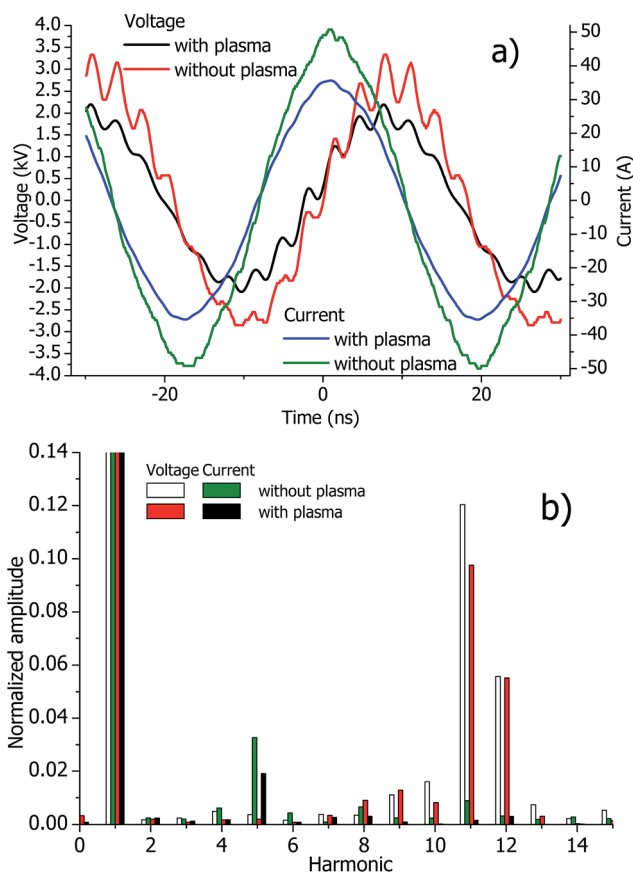 Voltage
with plasma
without plasma
a)
4.0
3.5
3.0
2.5
2.0
1.5
1.0
0.5
0.0
-0.5
-1.0
-1.5
-2.0
-2.5
-3.0
-3.5
-4.0
Voltage (kV)
50
40
30
20
10
0
-10
-20
-30
-40
-50
Current (A)
Current
with plasma
without plasma
-20
0
20
Time (ns)
Voltage Current
without plasma
with plasma
b)
0.14
0.12
0.10
0.08
0.06
0.04
0.02
0.00
Normalized amplitude
0
2
4
6
8
10
12
14
Harmonic